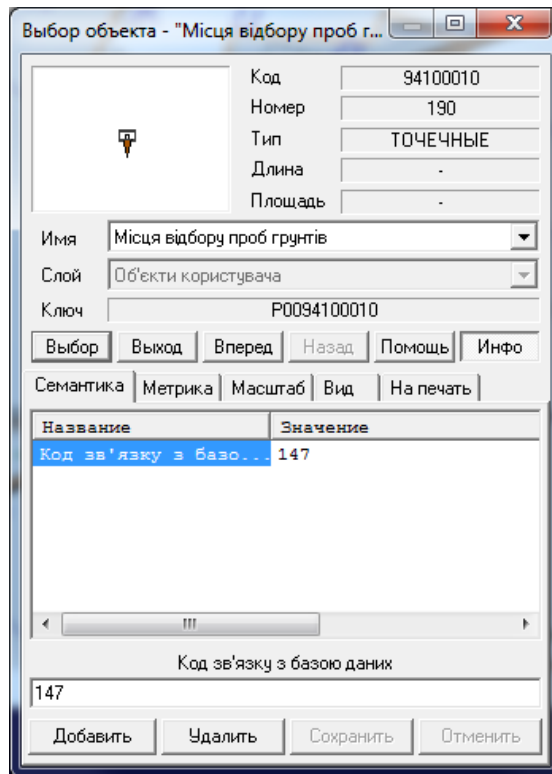 Выбор объекта - "Місця відбору проб г...
Код 94100010
Номер 190
Тип ТОЧЕЧНЫЕ
Длина -
Площадь -
Имя Місця відбору проб грунтів
Слой Об'єкти користувача
Ключ P0094100010
Выбор Выход Вперед Назад Помощь Инфо
Семантика Метрика Масштаб Вид На печать
Название Значение
Код зв'язку з базо... 147
Код зв'язку з базою даних
147
Добавить Удалить Сохранить Отменить